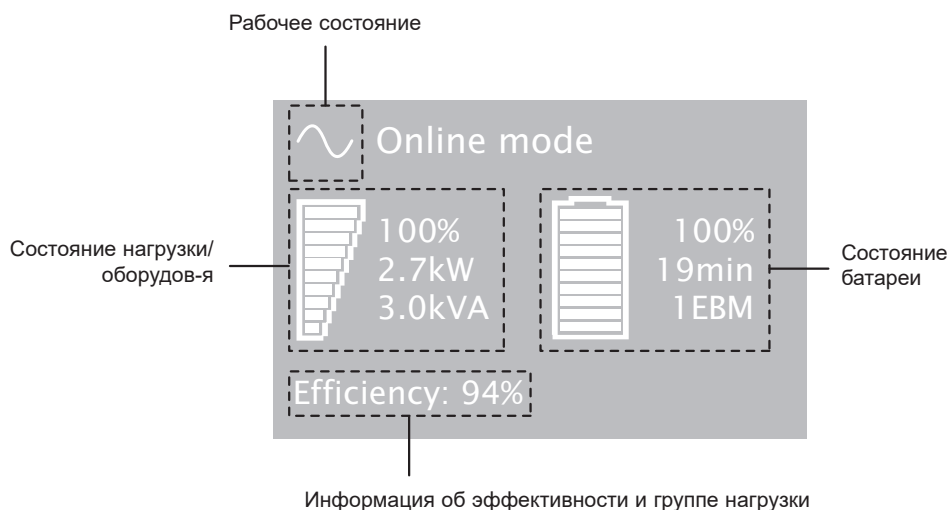 Рабочее состояние
Online mode
Состояние нагрузки/
оборудов-я
100%
2.7kW
3.0kVA
100%
19min
1EBM
Состояние
батареи
Efficiency: 94%
Информация об эффективности и группе нагрузки